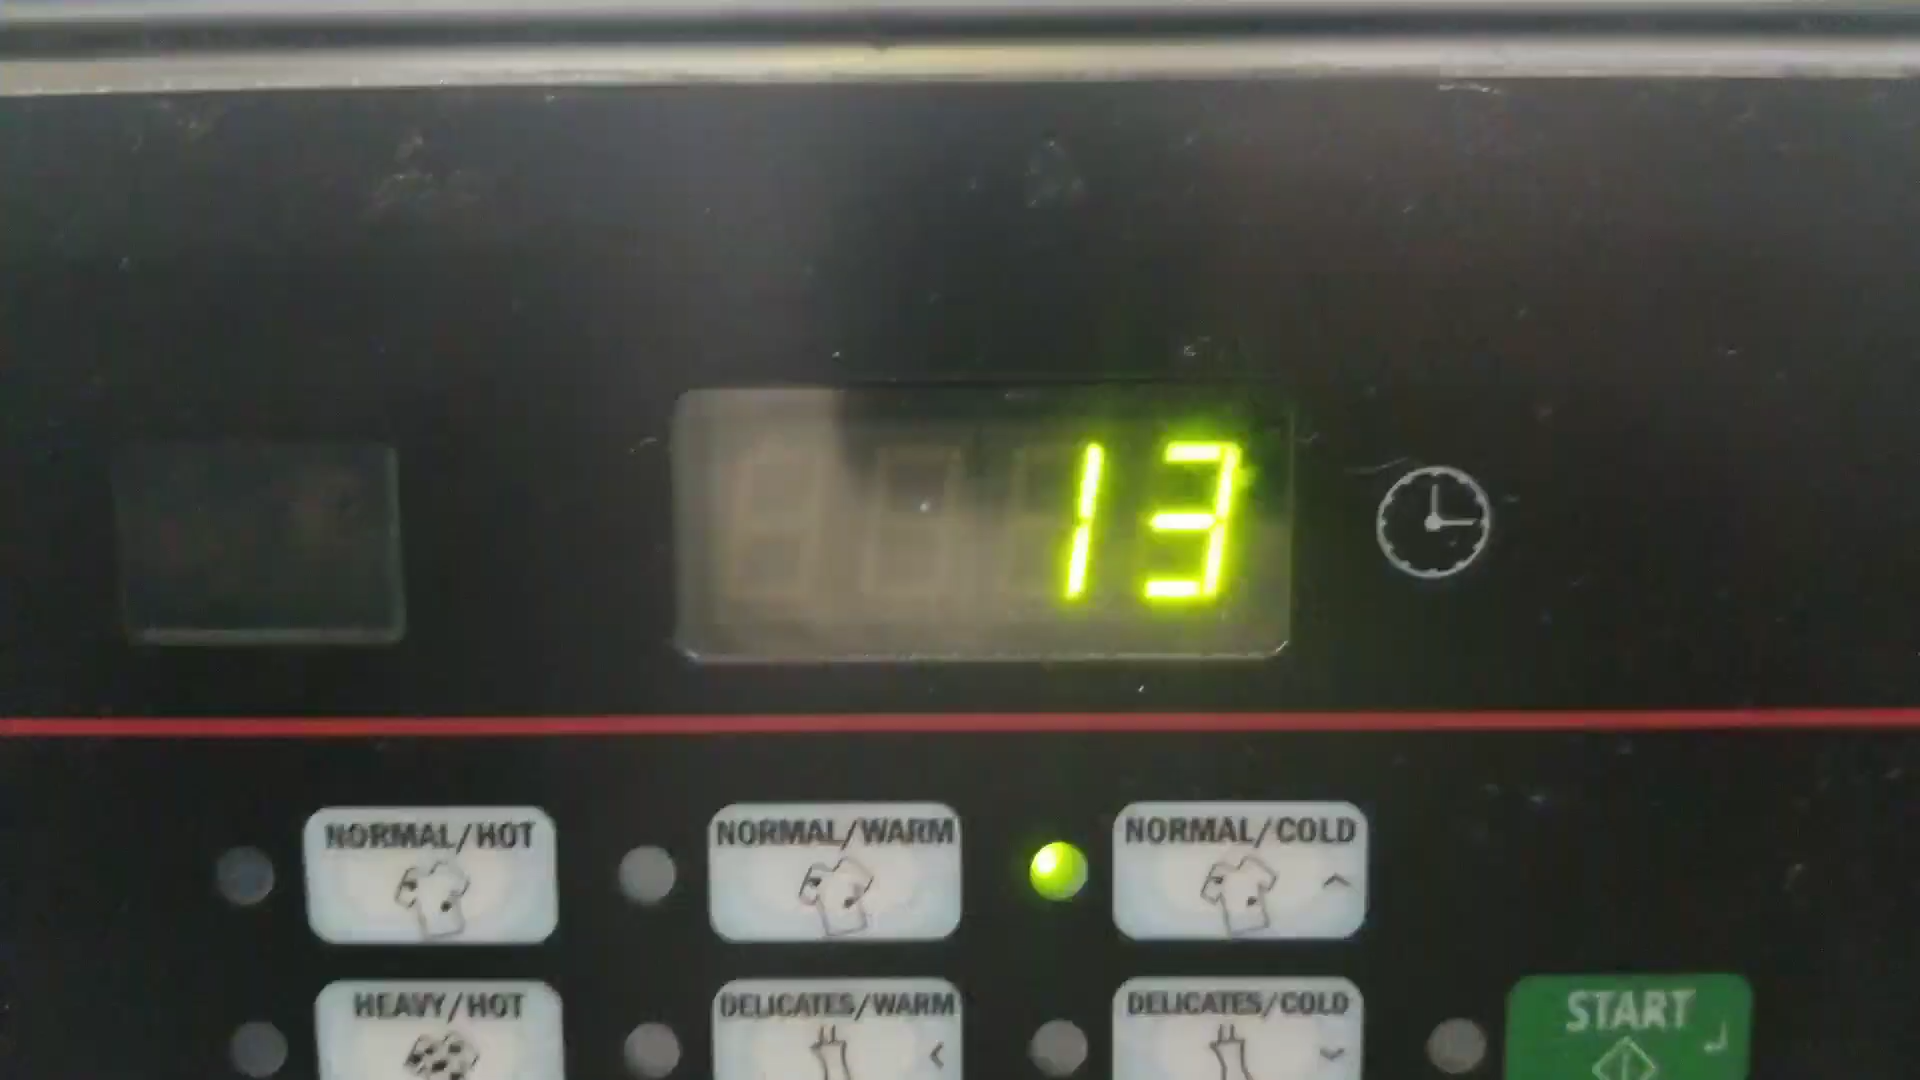 13
NORMAL/HOT
NORMAL/WARM
NORMAL/COLD
HEAVY/HOT
DELICATES/WARM
DELICATES/COLD
START